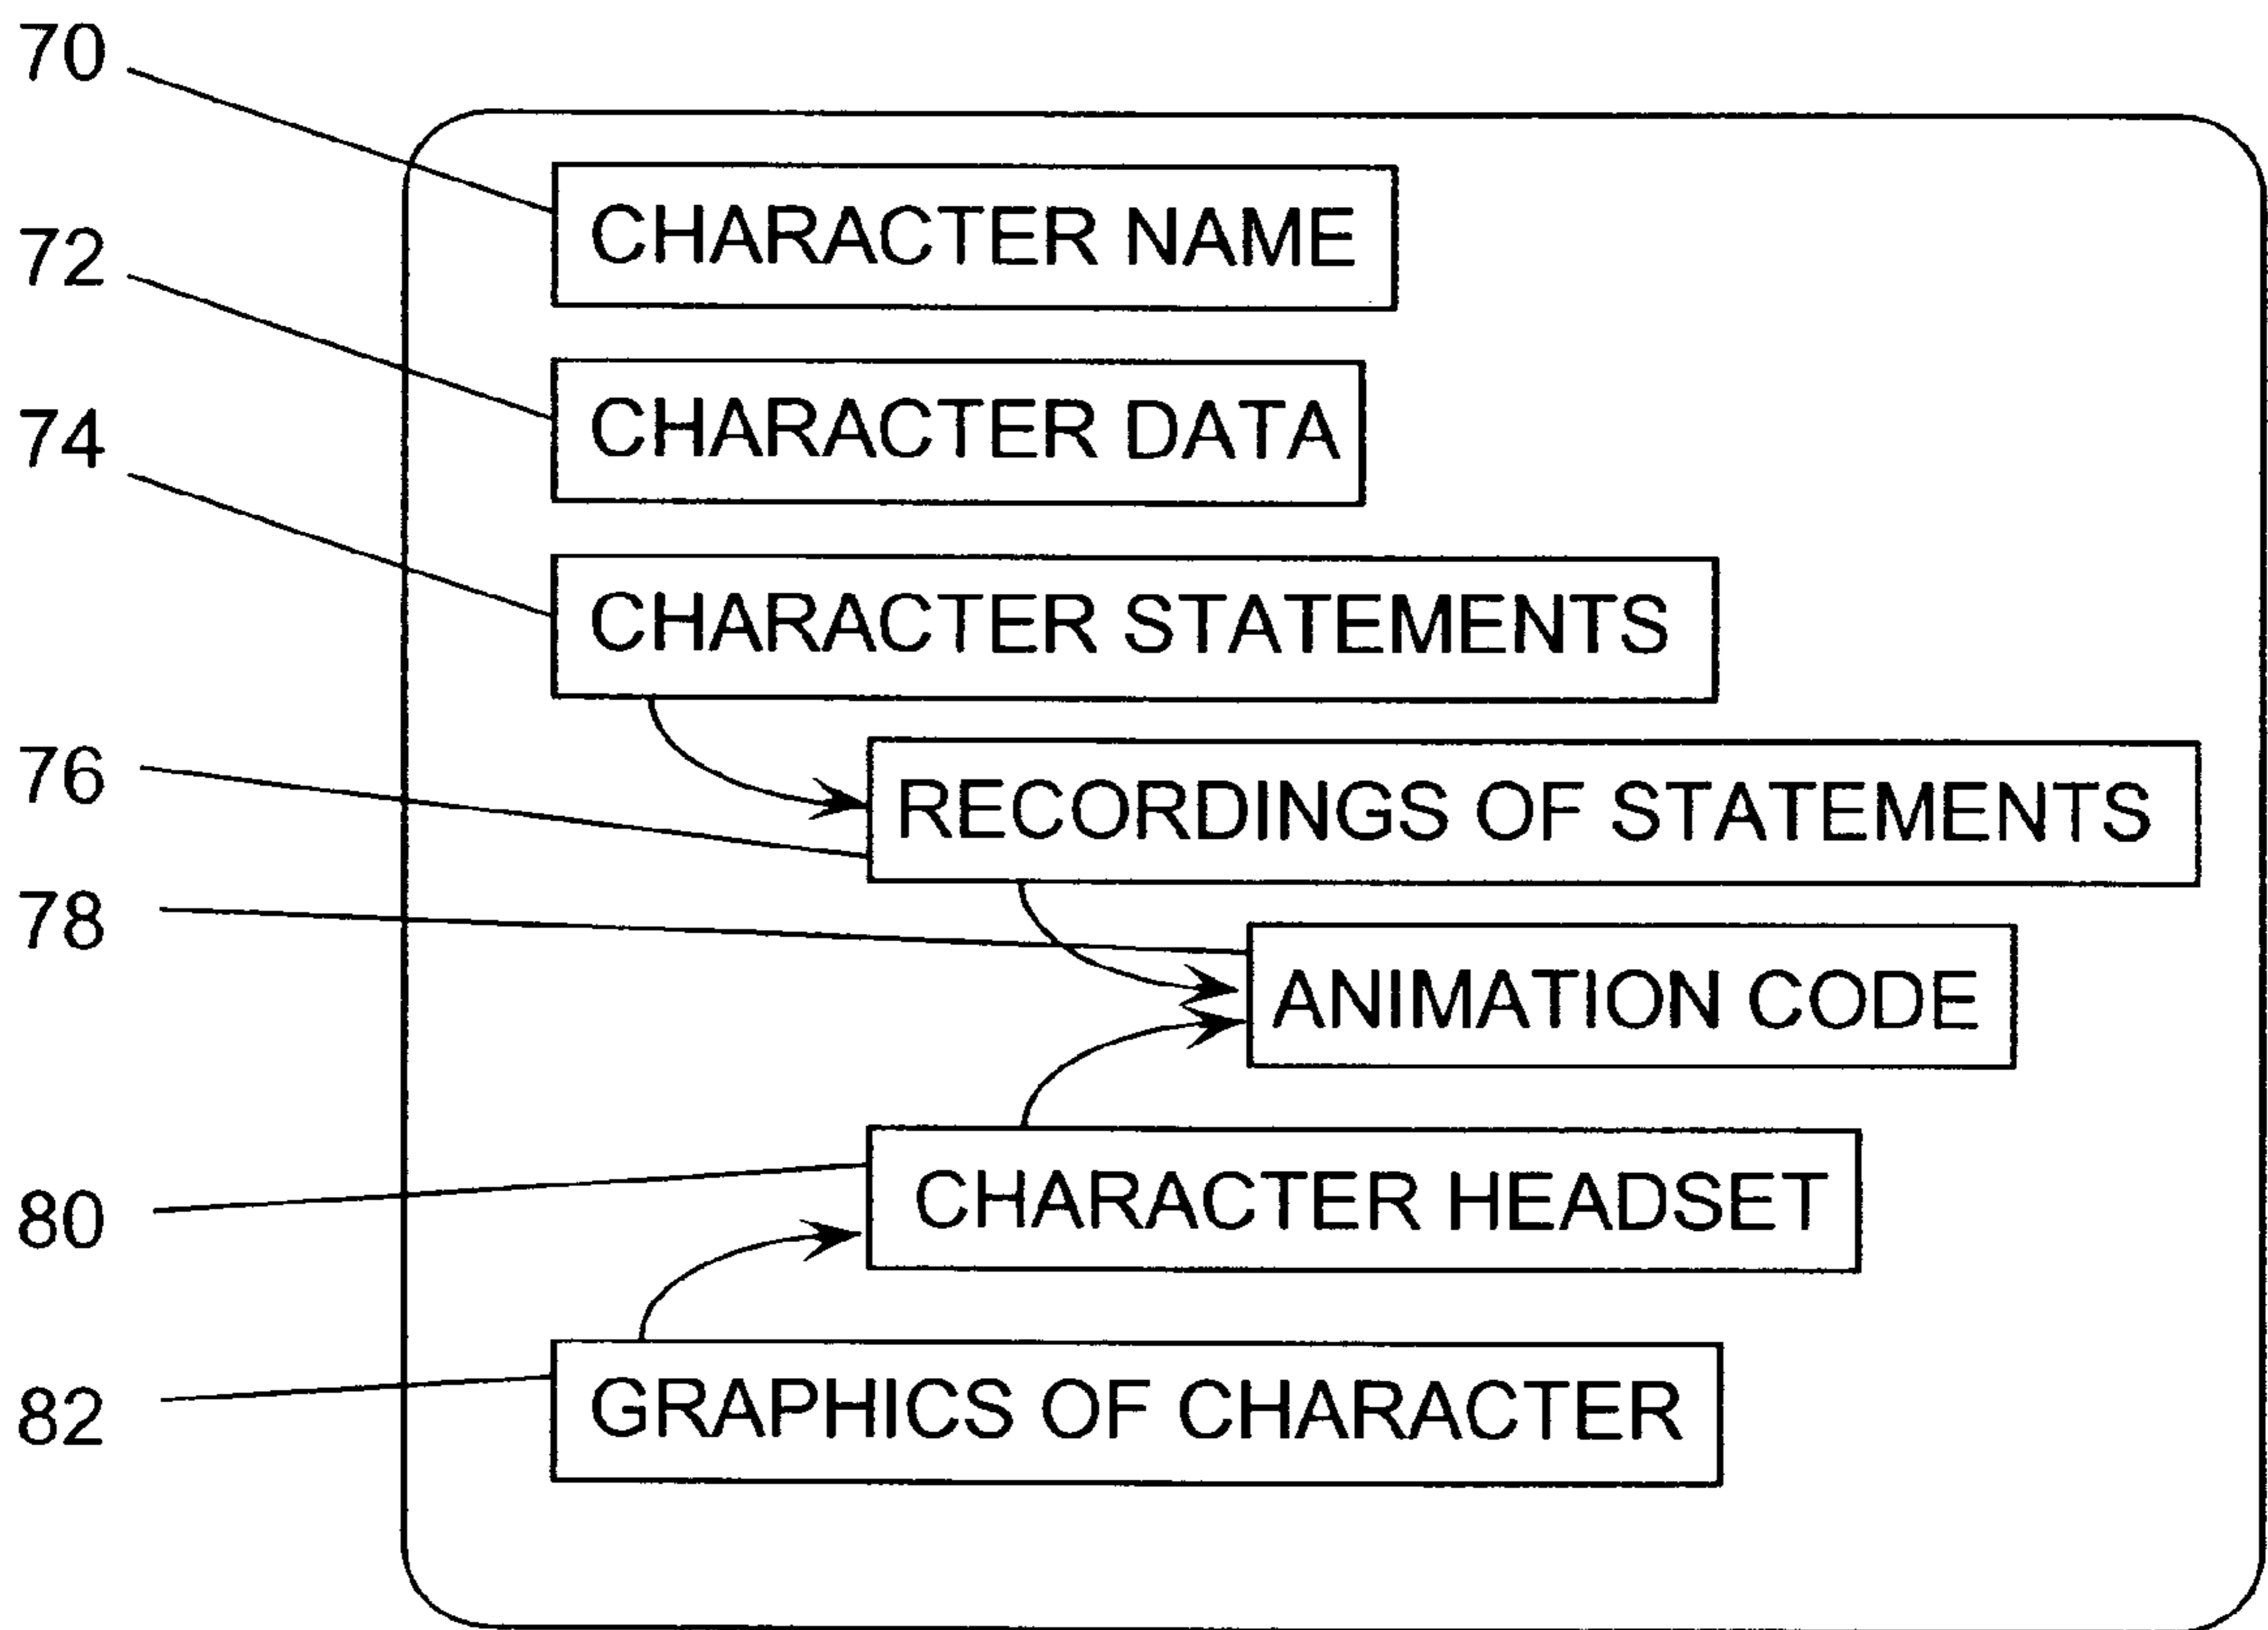 70
CHARACTER NAME
72
CHARACTER DATA
74
CHARACTER STATEMENTS
76
RECORDINGS OF STATEMENTS
78
ANIMATION CODE
80
CHARACTER HEADSET
82
GRAPHICS OF CHARACTER